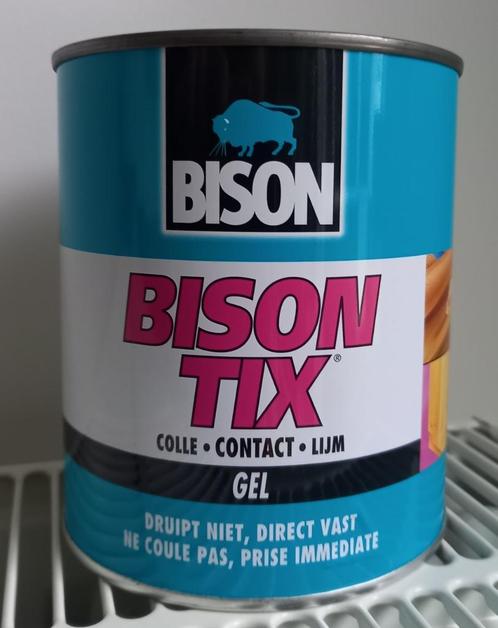 BISON
BISON
TIX®
COLLE • CONTACT • LIJM
GEL
DRUIPT NIET, DIRECT VAST
NE COULE PAS, PRISE IMMEDIATE